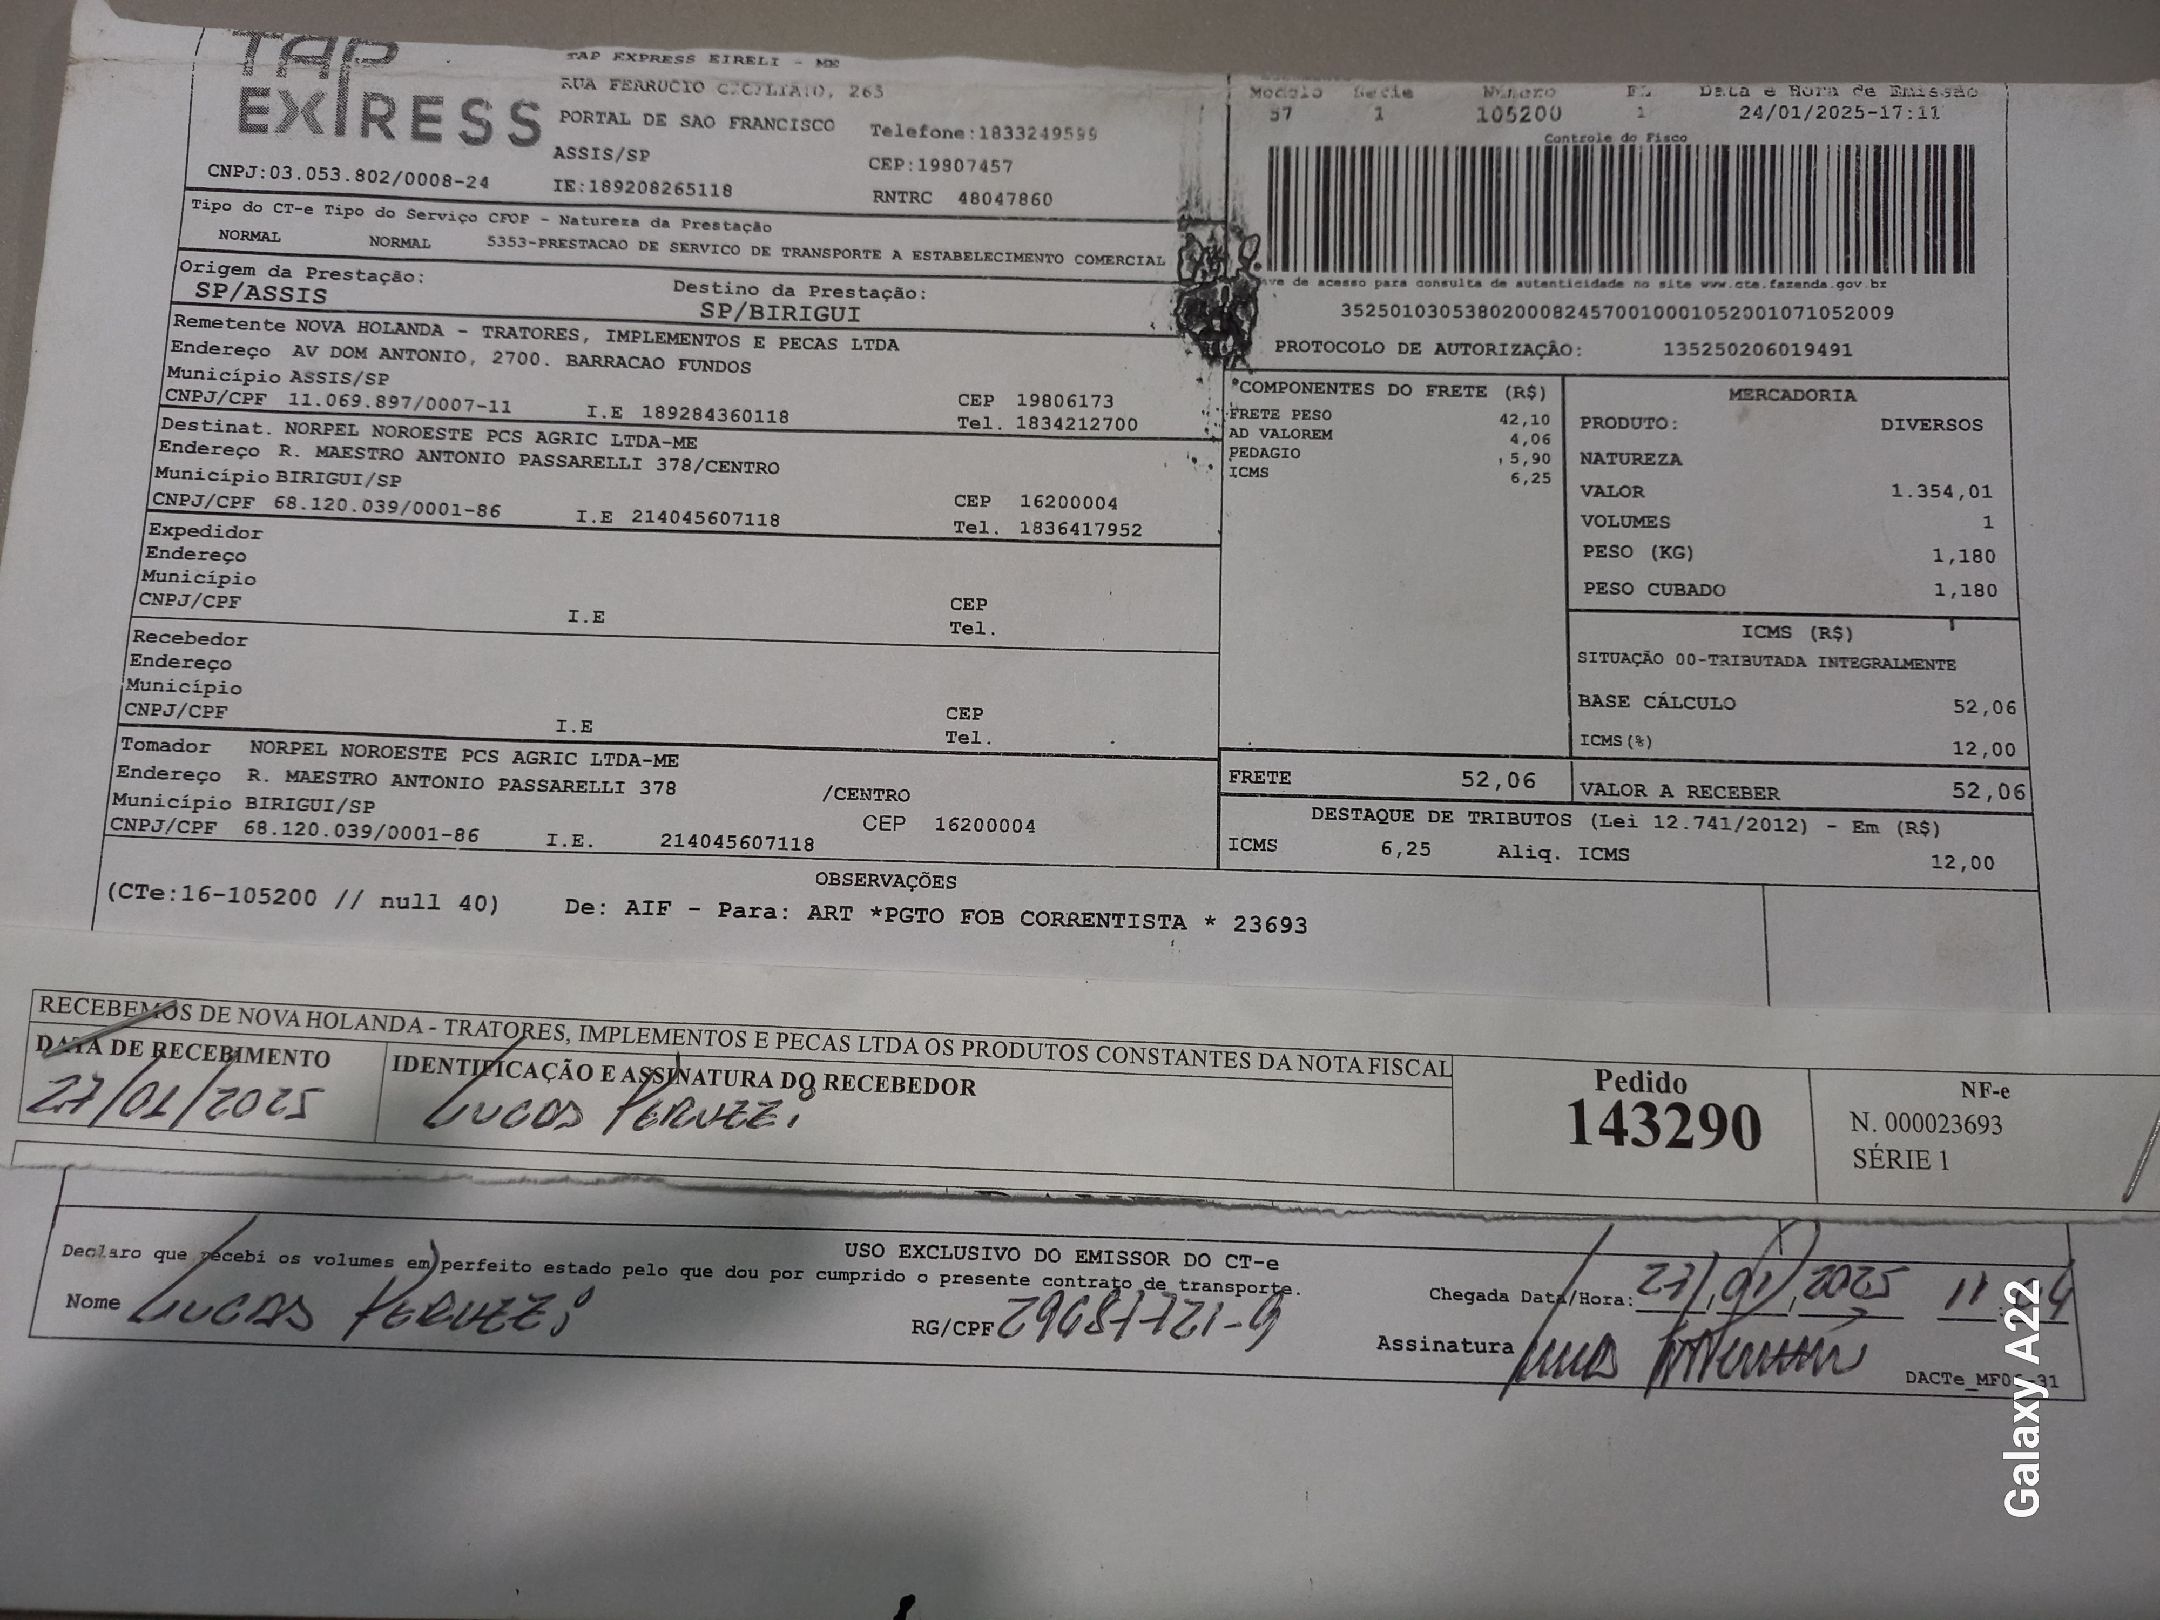 TAP EXPRESS
TAP EXPRESS EIRELI - ME
RUA FERRUCIO 263
PORTAL DE SAO FRANCISCO Telefone:1833249599
ASSIS/SP CEP:19807457
CNPJ:03.053.802/0008-24 IE:189208265118 RNTRC 48047860
Modelo Serie Número FL Data e Hora de Emissão
57 1 105200 1 24/01/2025-17:11
Controle do Fisco
de acesso para consulta de autenticidade no site www.cte.fazenda.gov.br
35250103053802000824570010001052001071052009
PROTOCOLO DE AUTORIZAÇÃO: 135250206019491
Tipo do CT-e Tipo do Serviço CFOP - Natureza da Prestação
NORMAL NORMAL 5353-PRESTACAO DE SERVICO DE TRANSPORTE A ESTABELECIMENTO COMERCIAL
Origem da Prestação: Destino da Prestação:
SP/ASSIS SP/BIRIGUI
Remetente NOVA HOLANDA - TRATORES, IMPLEMENTOS E PECAS LTDA
Endereço AV DOM ANTONIO, 2700. BARRACAO FUNDOS
Município ASSIS/SP CEP 19806173
CNPJ/CPF 11.069.897/0007-11 I.E 189284360118 Tel. 1834212700
Destinat. NORPEL NOROESTE PCS AGRIC LTDA-ME
Endereço R. MAESTRO ANTONIO PASSARELLI 378/CENTRO
Município BIRIGUI/SP CEP 16200004
CNPJ/CPF 68.120.039/0001-86 I.E 214045607118 Tel. 1836417952
Expedidor
Endereço
Município CEP
CNPJ/CPF I.E Tel.
Recebedor
Endereço
Município CEP
CNPJ/CPF I.E Tel.
Tomador NORPEL NOROESTE PCS AGRIC LTDA-ME
Endereço R. MAESTRO ANTONIO PASSARELLI 378 /CENTRO
Município BIRIGUI/SP CEP 16200004
CNPJ/CPF 68.120.039/0001-86 I.E. 214045607118
COMPONENTES DO FRETE (R$)
FRETE PESO 42,10
AD VALOREM 4,06
PEDAGIO 5,90
ICMS 6,25
MERCADORIA
PRODUTO: DIVERSOS
NATUREZA
VALOR 1.354,01
VOLUMES 1
PESO (KG) 1,180
PESO CUBADO 1,180
ICMS (R$)
SITUAÇÃO 00-TRIBUTADA INTEGRALMENTE
BASE CÁLCULO 52,06
ICMS(%) 12,00
FRETE 52,06 VALOR A RECEBER 52,06
DESTAQUE DE TRIBUTOS (Lei 12.741/2012) - Em (R$)
ICMS 6,25 Aliq. ICMS 12,00
OBSERVAÇÕES
(CTe:16-105200 // null 40) De: AIF - Para: ART *PGTO FOB CORRENTISTA * 23693
RECEBEMOS DE NOVA HOLANDA - TRATORES, IMPLEMENTOS E PECAS LTDA OS PRODUTOS CONSTANTES DA NOTA FISCAL
DATA DE RECEBIMENTO IDENTIFICAÇÃO E ASSINATURA DO RECEBEDOR
27/01/2025 Lucas Peruzzi
Pedido
143290
NF-e
N. 000023693
SÉRIE 1
USO EXCLUSIVO DO EMISSOR DO CT-e
Declaro que recebi os volumes em perfeito estado pelo que dou por cumprido o presente contrato de transporte.
Nome Lucas Peruzzi RG/CPF
Chegada Data/Hora: 27/01/2025 11
Assinatura
Galaxy A22